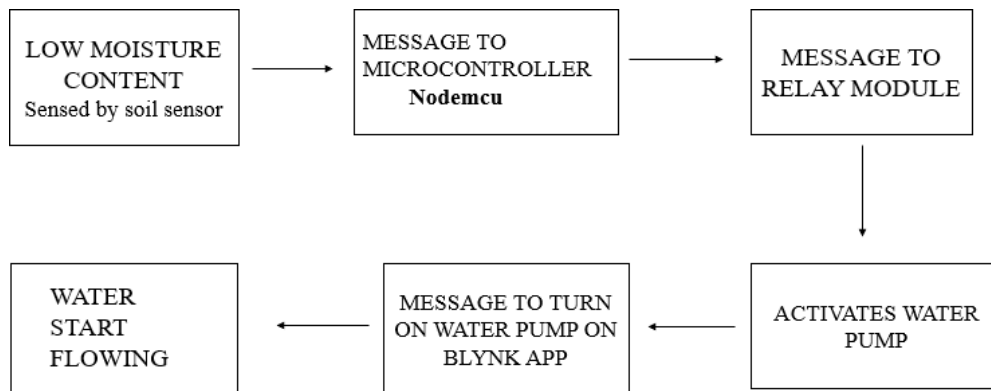 LOW MOISTURE
CONTENT
Sensed by soil sensor
MESSAGE TO
MICROCONTROLLER
Nodemcu
MESSAGE TO
RELAY MODULE
ACTIVATES WATER
PUMP
MESSAGE TO TURN
ON WATER PUMP ON
BLYNK APP
WATER
START
FLOWING